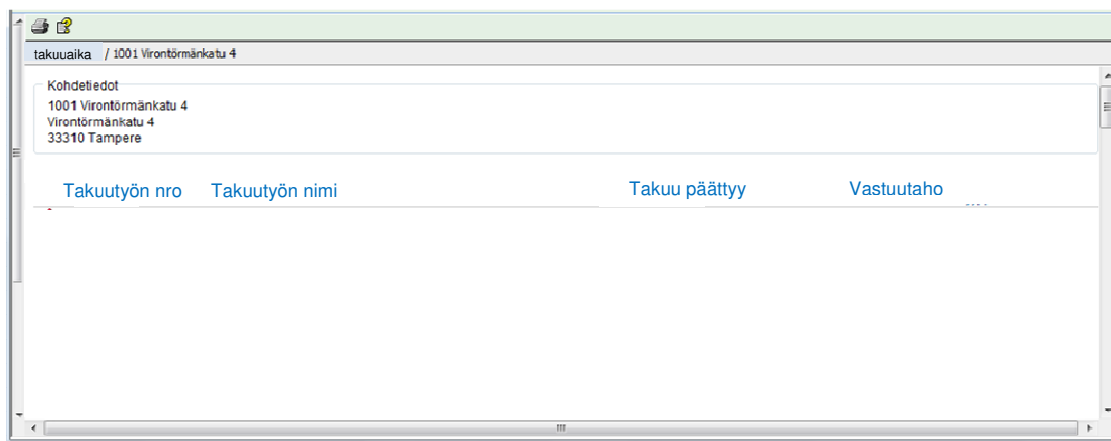 takuuaika / 1001 Virontörmänkatu 4
Kohdetiedot
1001 Virontörmänkatu 4
Virontörmänkatu 4
33310 Tampere
Takuutyön nro Takuutyön nimi Takuu päättyy Vastuutaho